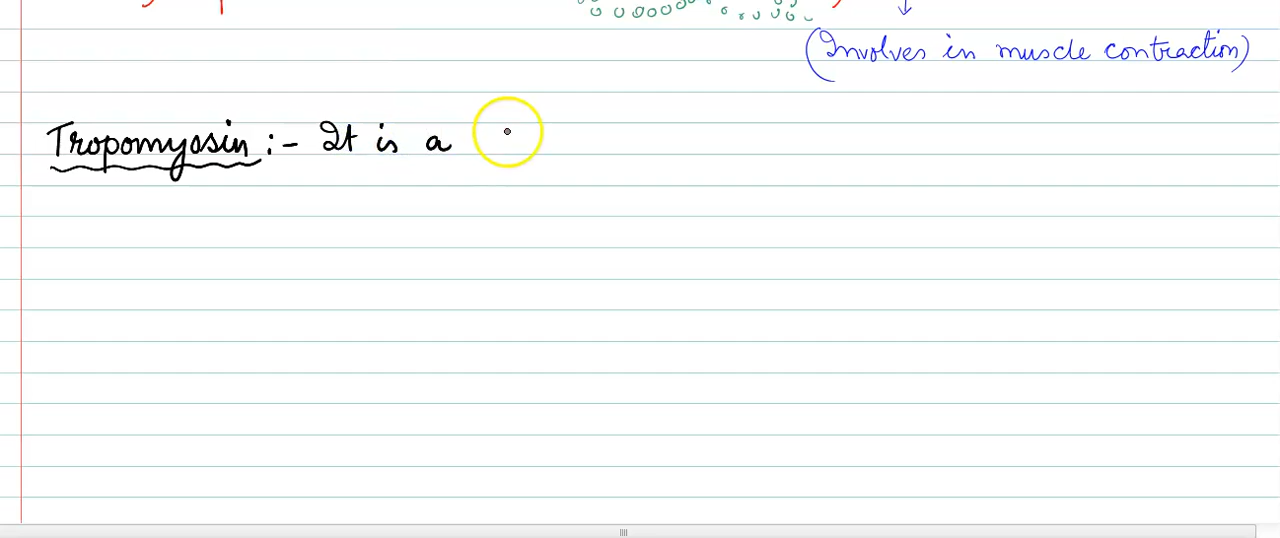 (Involves in muscle contraction)
Tropomyosin :- It is a